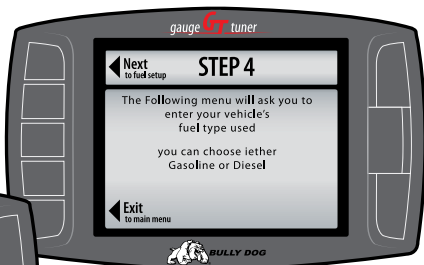 gauge GT tuner
Next
to fuel setup
STEP 4
The Following menu will ask you to
enter your vehicle's
fuel type used
you can choose iether
Gasoline or Diesel
Exit
to main menu
BULLY DOG